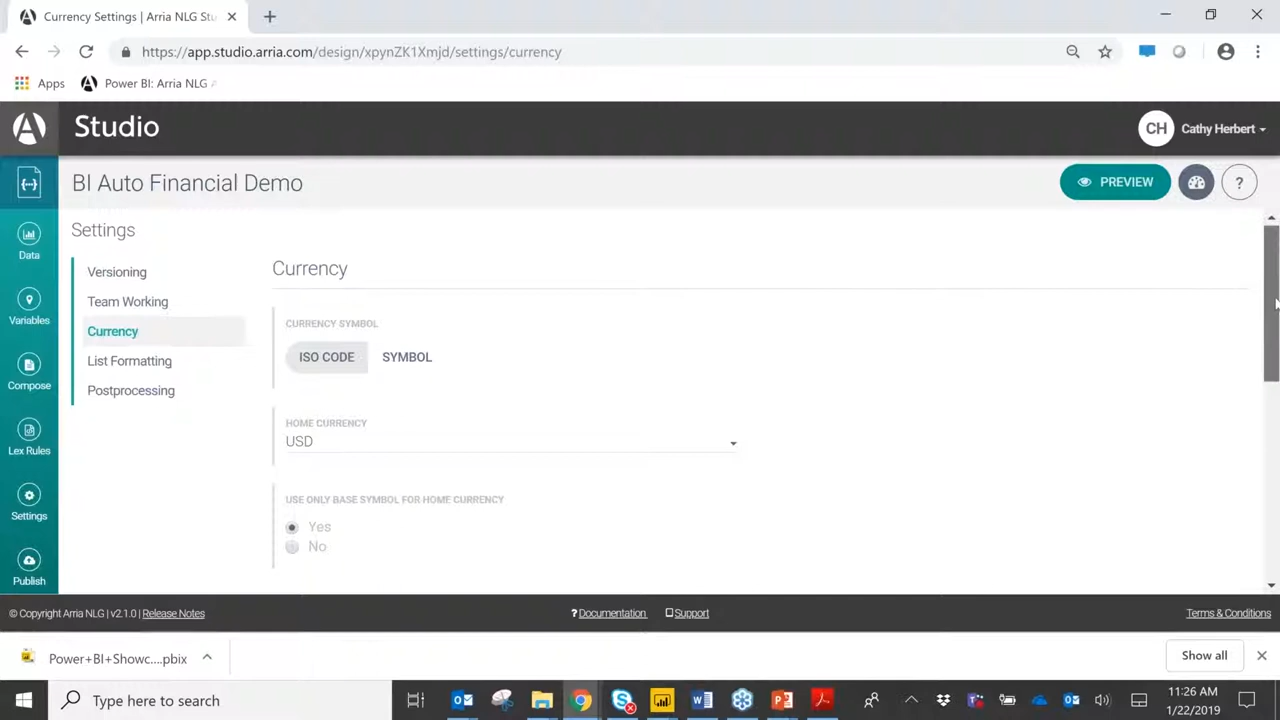 Currency Settings | Arria NLG Stu
https://app.studio.arria.com/design/xpynZK1Xmjd/settings/currency
Apps
Power BI: Arria NLG
Studio
CH
Cathy Herbert
BI Auto Financial Demo
PREVIEW
?
Data
Variables
Compose
Lex Rules
Settings
Publish
Settings
Versioning
Team Working
Currency
List Formatting
Postprocessing
Currency
CURRENCY SYMBOL
ISO CODE
SYMBOL
HOME CURRENCY
USD
USE ONLY BASE SYMBOL FOR HOME CURRENCY
Yes
No
© Copyright Arria NLG | v2.1.0 | Release Notes
? Documentation
Support
Terms & Conditions
Power+BI+Showc....pbix
Show all
Type here to search
11:26 AM
1/22/2019